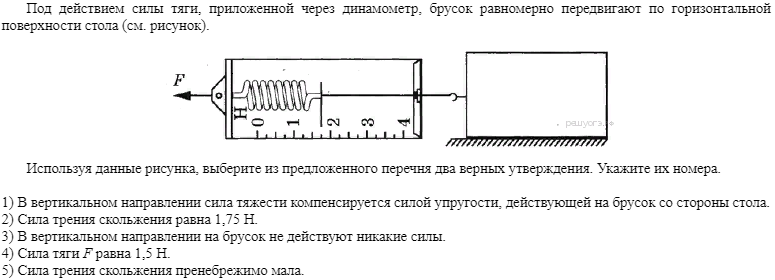 Под действием силы тяги, приложенной через динамометр, брусок равномерно передвигают по горизонтальной
поверхности стола (см. рисунок).
F
Н
0 1 2 3 4
Используя данные рисунка, выберите из предложенного перечня два верных утверждения. Укажите их номера.
1) В вертикальном направлении сила тяжести компенсируется силой упругости, действующей на брусок со стороны стола.
2) Сила трения скольжения равна 1,75 Н.
3) В вертикальном направлении на брусок не действуют никакие силы.
4) Сила тяги F равна 1,5 Н.
5) Сила трения скольжения пренебрежимо мала.